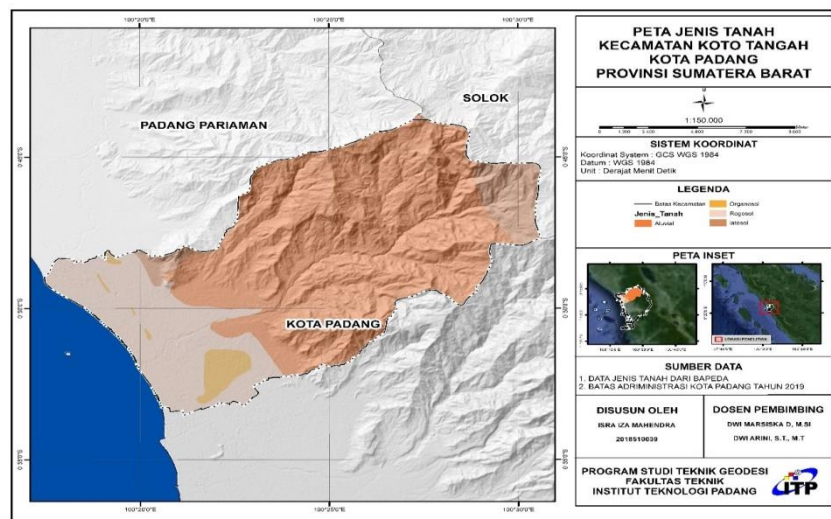 PETA JENIS TANAH
KECAMATAN KOTO TANGAH
KOTA PADANG
PROVINSI SUMATERA BARAT
1:150.000
SISTEM KOORDINAT
Koordinat System : GCS WGS 1984
Datum : WGS 1984
Unit : Derajat Menit Detik
LEGENDA
Batas Kecamatan
Jenis_Tanah
Aluvial
Organosol
Regosol
latosol
PETA INSET
LOKASI PENELITIAN
SUMBER DATA
1. DATA JENIS TANAH DARI BAPEDA
2. BATAS ADRIMINISTRASI KOTA PADANG TAHUN 2019
DISUSUN OLEH
ISRA IZA MAHENDRA
DOSEN PEMBIMBING
DWI MARSISKA D, M.SI
DWI ARINI, S.T., M.T
PROGRAM STUDI TEKNIK GEODESI
FAKULTAS TEKNIK
INSTITUT TEKNOLOGI PADANG
ITP
SOLOK
PADANG PARIAMAN
KOTA PADANG